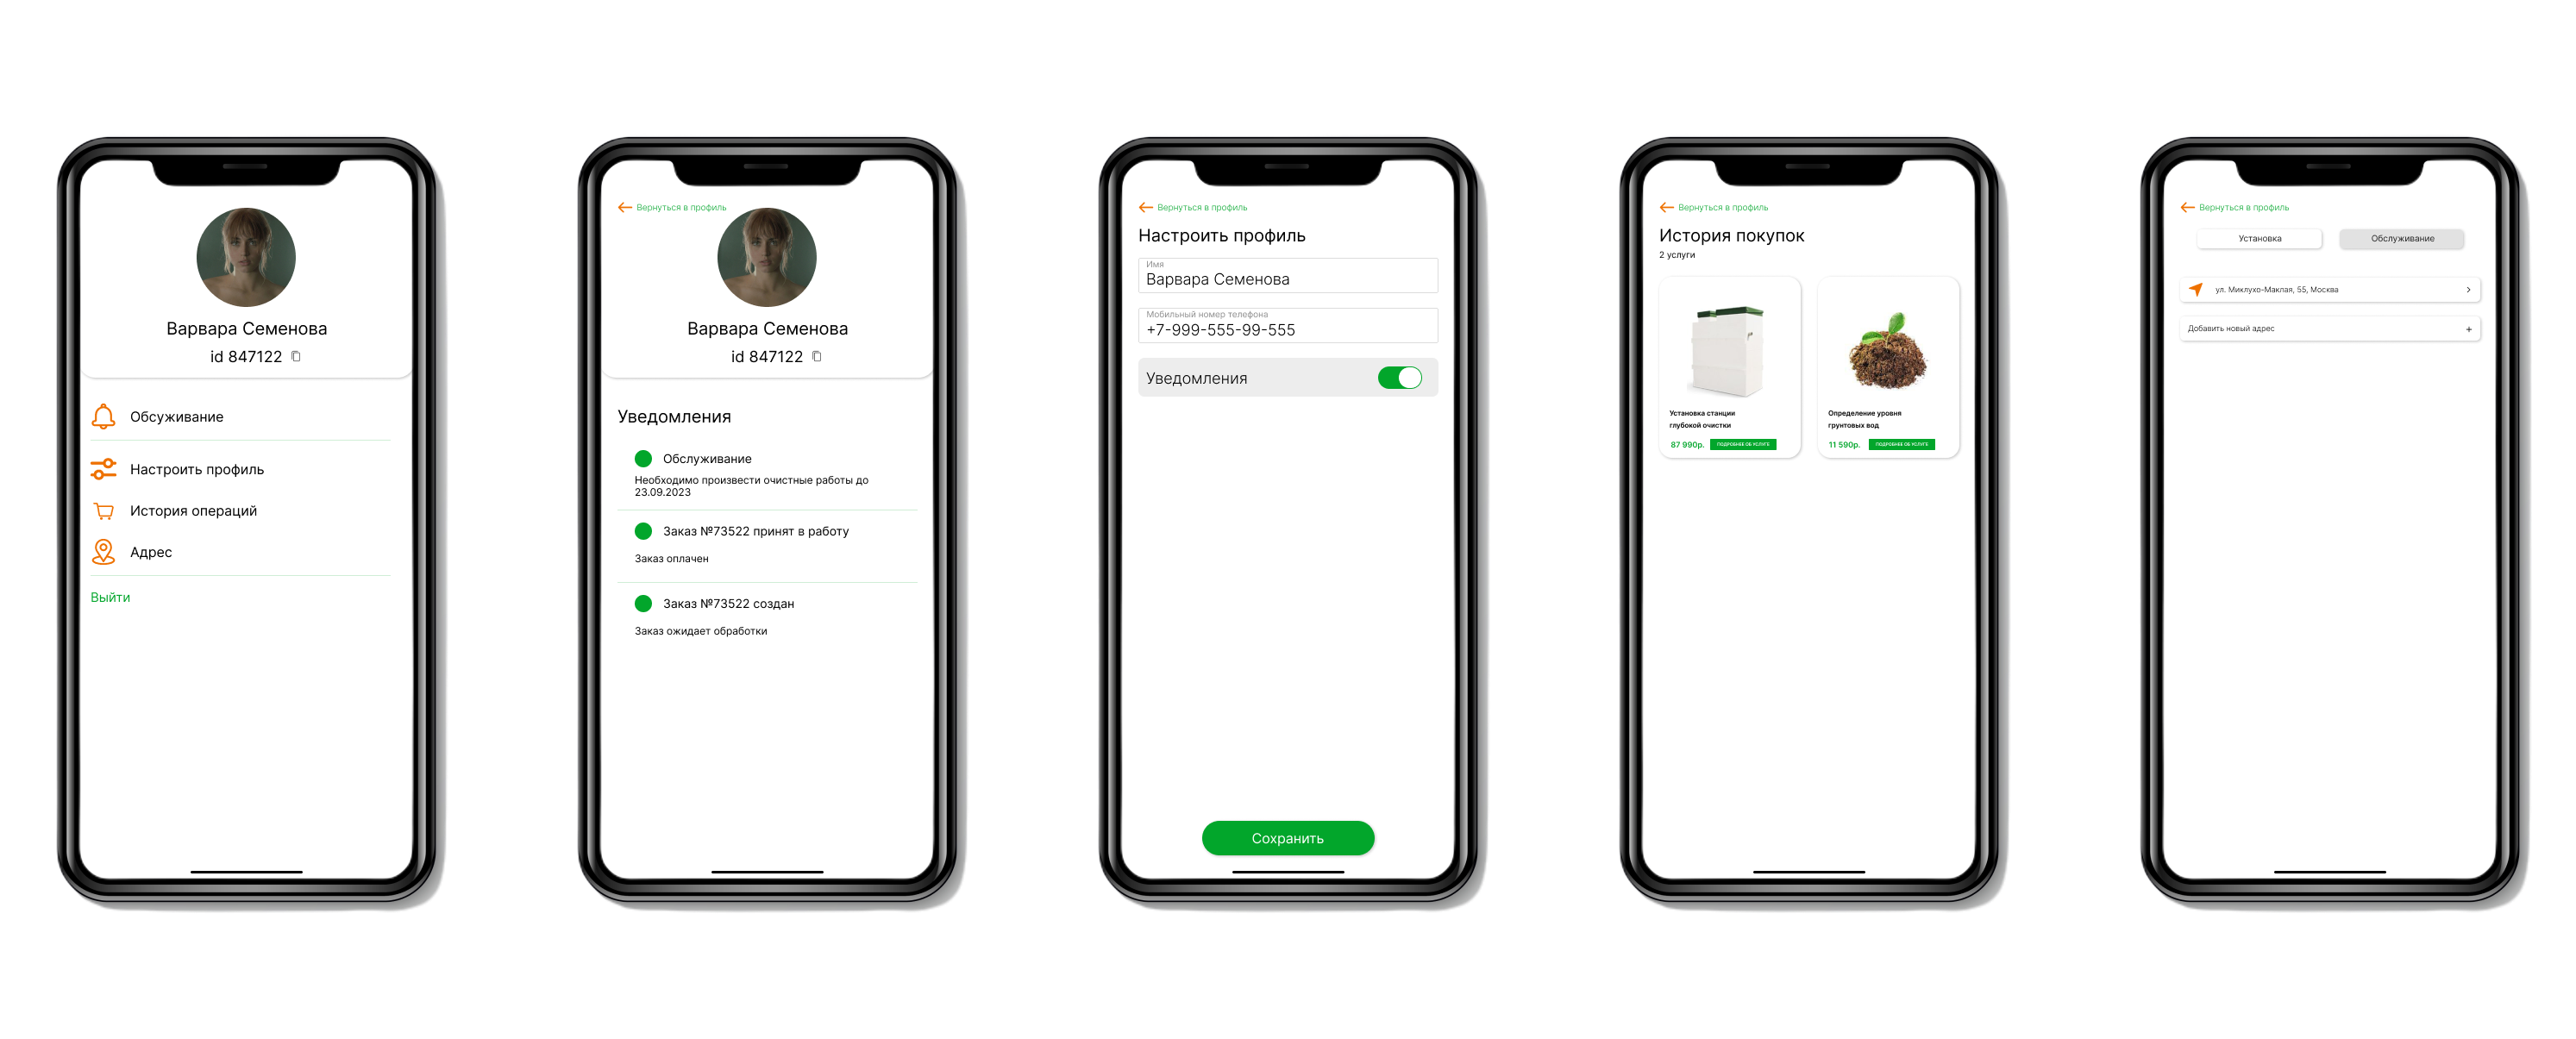 Варвара Семенова
id 847122
Обсуживание
Настроить профиль
История операций
Адрес
Выйти
Вернуться в профиль
Варвара Семенова
id 847122
Уведомления
Обслуживание
Необходимо произвести очистные работы до
23.09.2023
Заказ №73522 принят в работу
Заказ оплачен
Заказ №73522 создан
Заказ ожидает обработки
Вернуться в профиль
Настроить профиль
Имя
Варвара Семенова
Мобильный номер телефона
+7-999-555-99-555
Уведомления
Сохранить
Вернуться в профиль
История покупок
2 услуги
Установка станции
глубокой очистки
87 990р. ПОДРОБНЕЕ ОБ УСЛУГЕ
Определение уровня
грунтовых вод
11 590р. ПОДРОБНЕЕ ОБ УСЛУГЕ
Вернуться в профиль
Установка
Обслуживание
ул. Миклухо-Маклая, 55, Москва
Добавить новый адрес